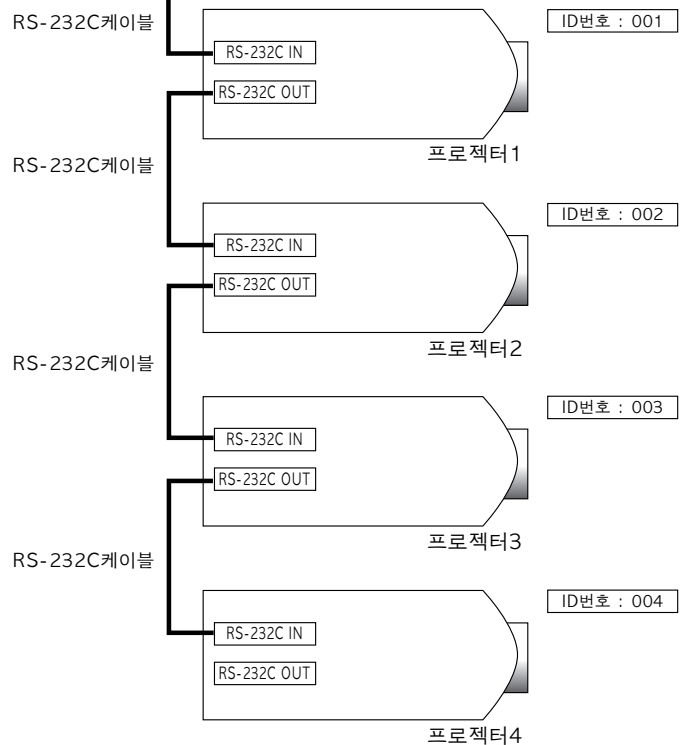 RS-232C케이블
ID번호 : 001
RS-232C IN
RS-232C OUT
프로젝터1
RS-232C케이블
ID번호 : 002
RS-232C IN
RS-232C OUT
프로젝터2
RS-232C케이블
ID번호 : 003
RS-232C IN
RS-232C OUT
프로젝터3
RS-232C케이블
ID번호 : 004
RS-232C IN
RS-232C OUT
프로젝터4